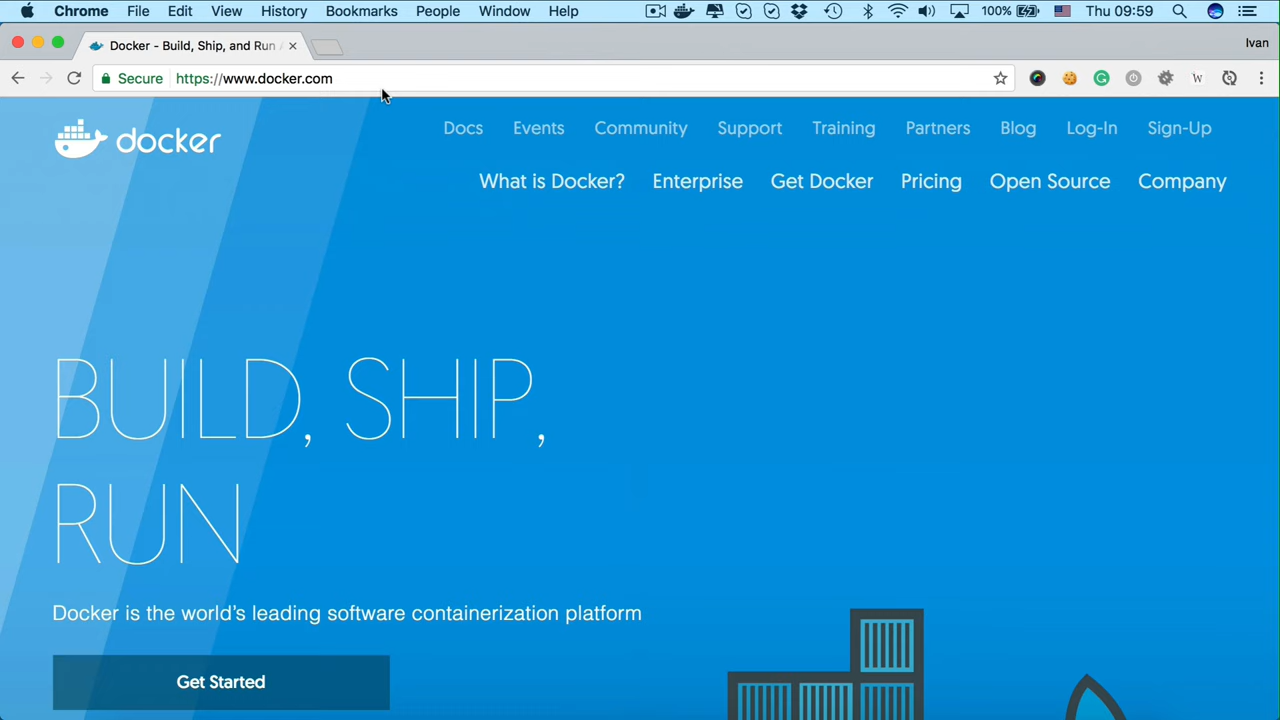 Chrome File Edit View History Bookmarks People Window Help 100% Thu 09:59
Docker - Build, Ship, and Run A
Ivan
Secure https://www.docker.com
W
docker
Docs Events Community Support Training Partners Blog Log-In Sign-Up
What is Docker? Enterprise Get Docker Pricing Open Source Company
BUILD, SHIP,
RUN
Docker is the world's leading software containerization platform
Get Started